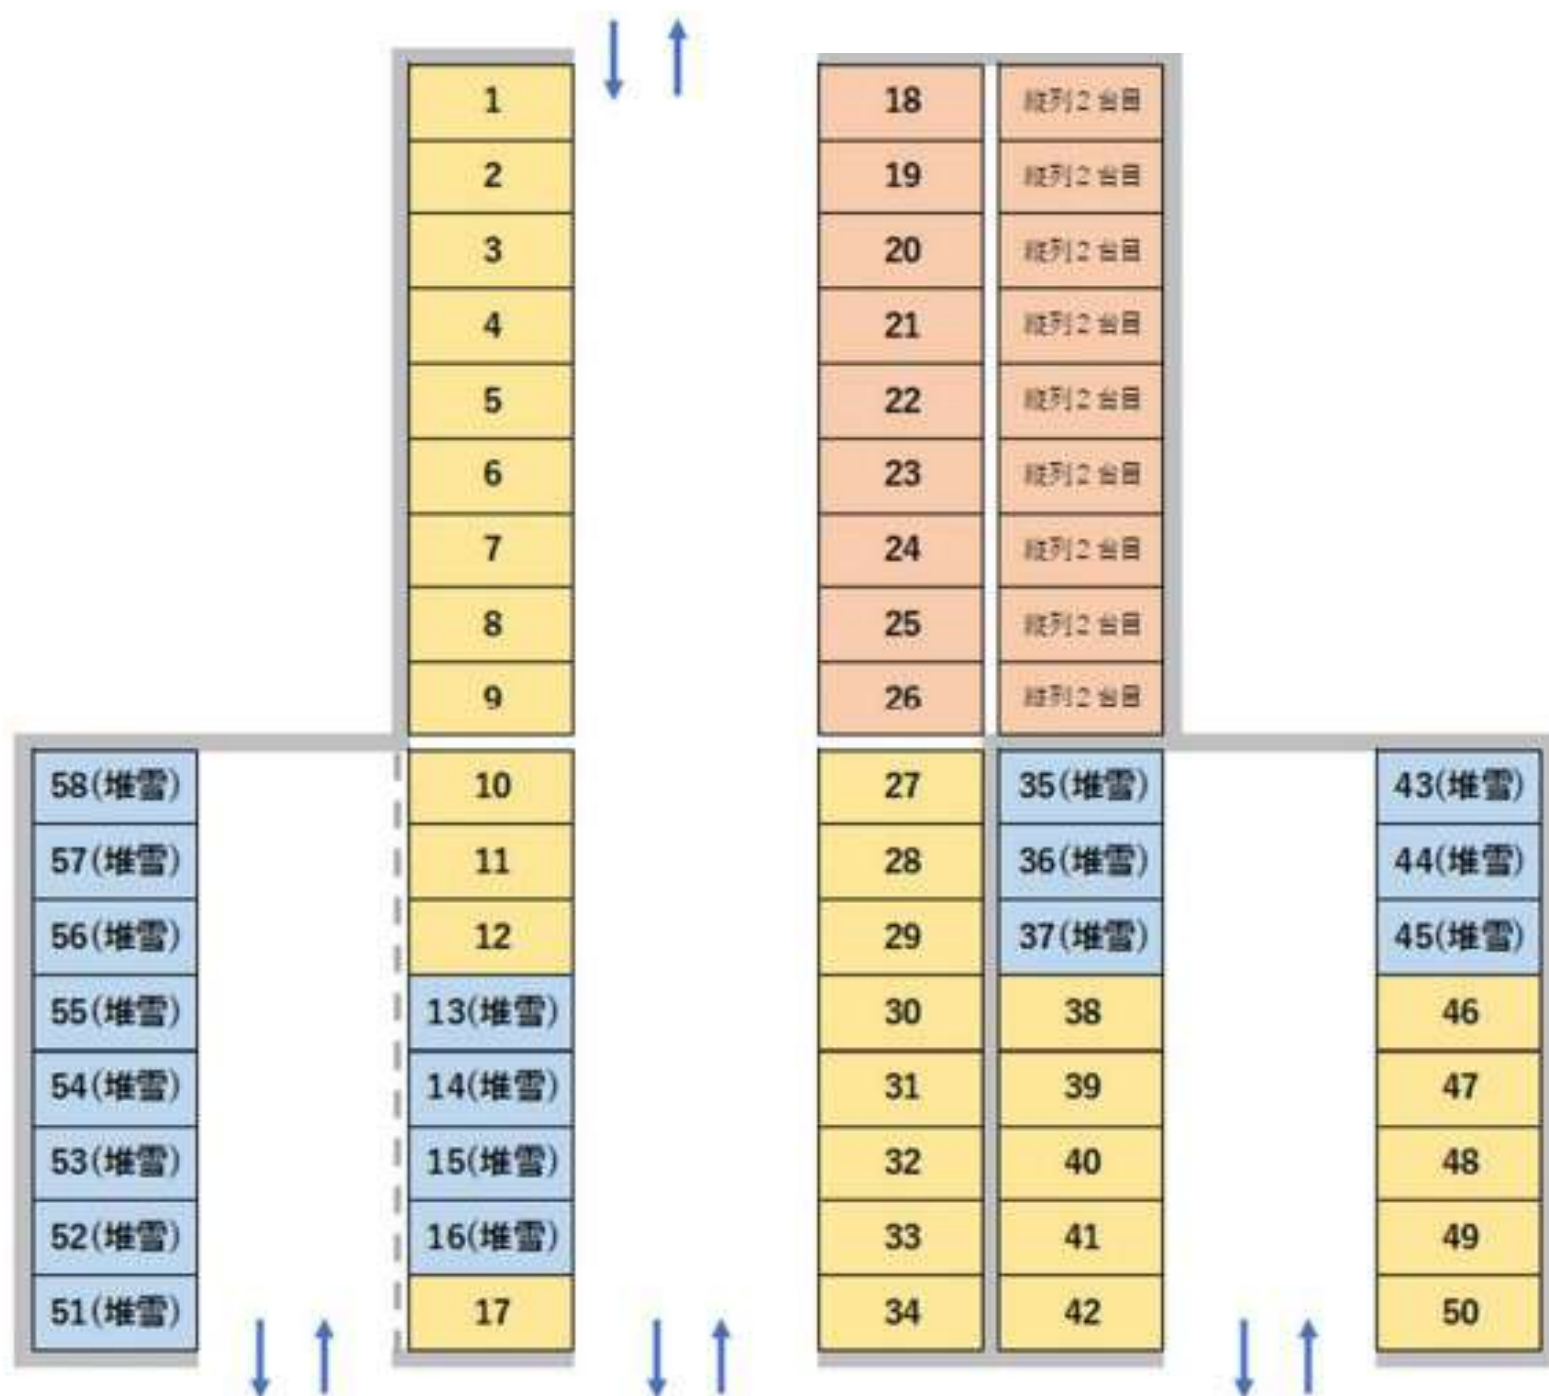 1 18 縦列2台目
2 19 縦列2台目
3 20 縦列2台目
4 21 縦列2台目
5 22 縦列2台目
6 23 縦列2台目
7 24 縦列2台目
8 25 縦列2台目
9 26 縦列2台目
58(堆雪) 10 27 35(堆雪) 43(堆雪)
57(堆雪) 11 28 36(堆雪) 44(堆雪)
56(堆雪) 12 29 37(堆雪) 45(堆雪)
55(堆雪) 13(堆雪) 30 38 46
54(堆雪) 14(堆雪) 31 39 47
53(堆雪) 15(堆雪) 32 40 48
52(堆雪) 16(堆雪) 33 41 49
51(堆雪) 17 34 42 50